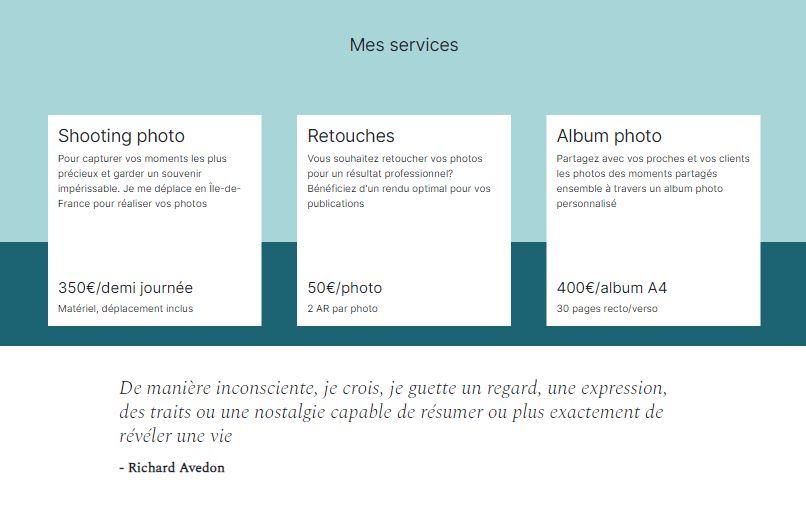 Mes services
Shooting photo
Pour capturer vos moments les plus
précieux et garder un souvenir
impérissable. Je me déplace en Île-de-
France pour réaliser vos photos
350€/demi journée
Matériel, déplacement inclus
Retouches
Vous souhaitez retoucher vos photos
pour un résultat professionnel?
Bénéficiez d'un rendu optimal pour vos
publications
50€/photo
2 AR par photo
Album photo
Partagez avec vos proches et vos clients
les photos des moments partagés
ensemble à travers un album photo
personnalisé
400€/album A4
30 pages recto/verso
De manière inconsciente, je crois, je guette un regard, une expression,
des traits ou une nostalgie capable de résumer ou plus exactement de
révéler une vie
- Richard Avedon